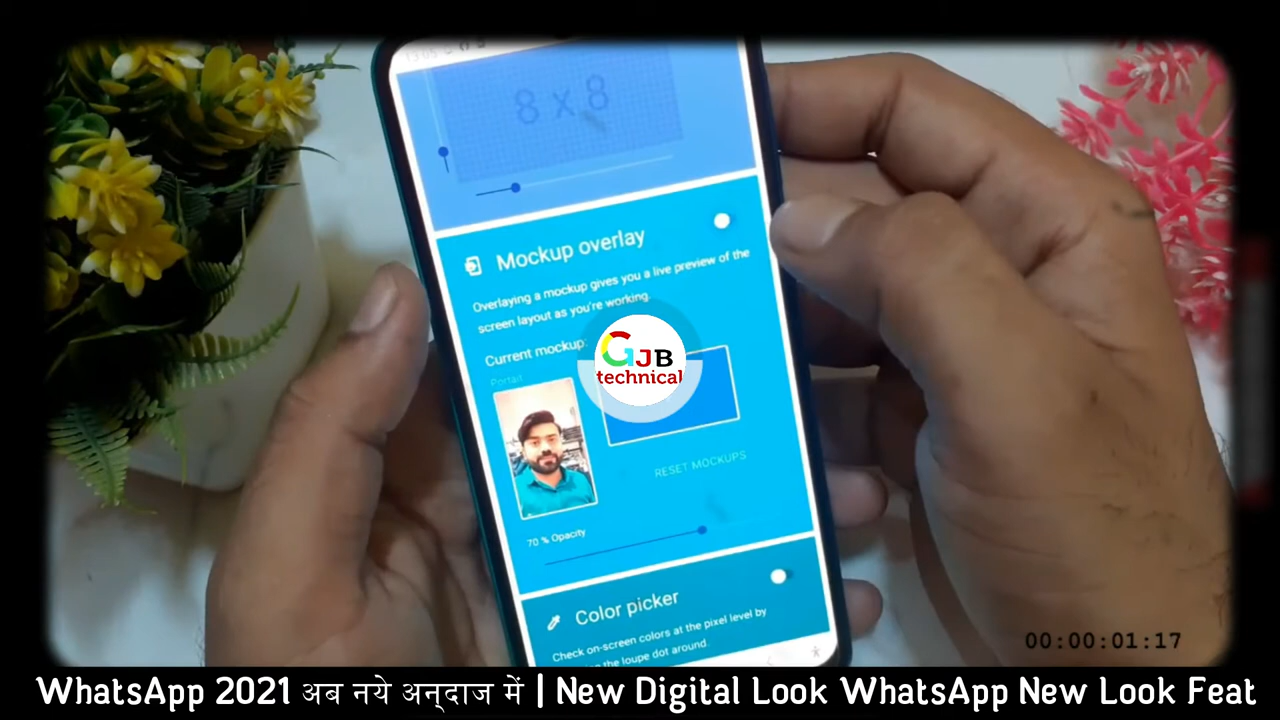 8 x 8
Mockup overlay
Overlaying a mockup gives you a live preview of the
screen layout as you're working.
Current mockup:
Portait
GJB
technical
RESET MOCKUPS
70 % Opacity
Color picker
Check on-screen colors at the pixel level by
the loupe dot around.
00:00:01:17
WhatsApp 2021 अब नये अन्दाज में | New Digital Look WhatsApp New Look Feat